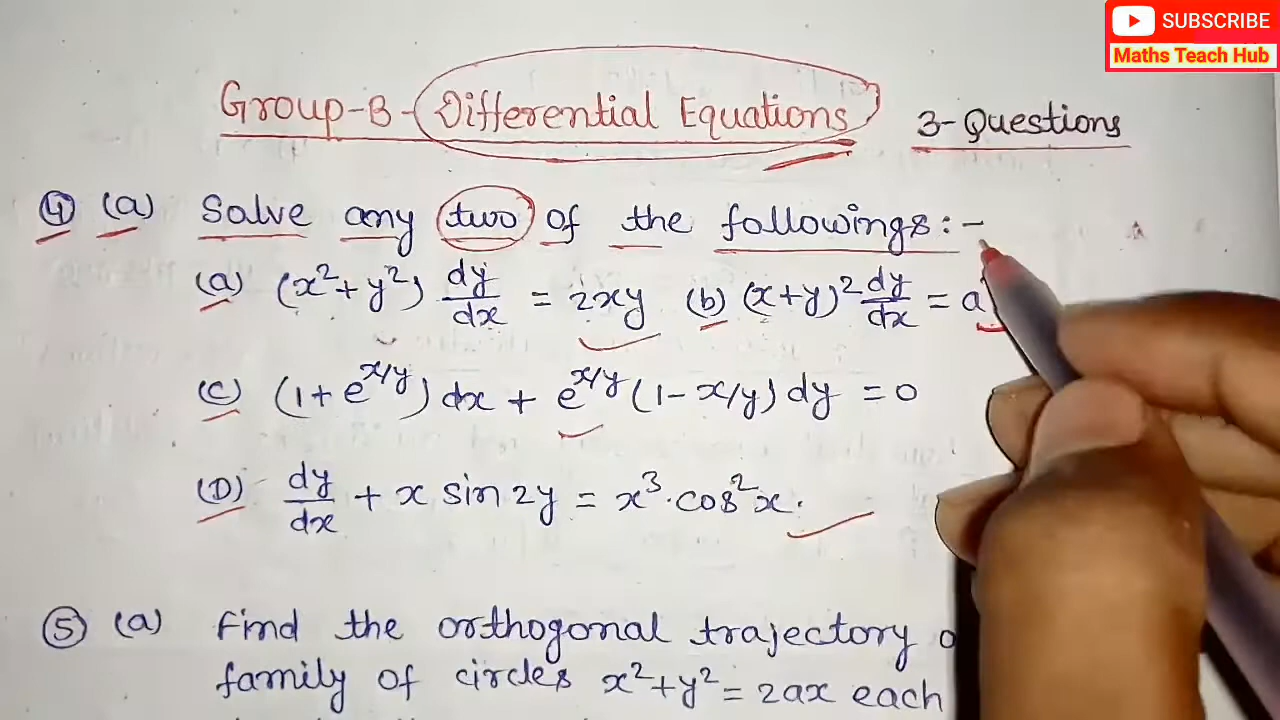 SUBSCRIBE
Maths Teach Hub
Group-B- Differential Equations 3-Questions
④ (a) Solve any two of the followings:-
(a) (x²+y²) dy/dx = 2xy (b) (x+y)² dy/dx = a
(c) (1+e^x/y) dx + e^x/y (1-x/y) dy = 0
(D) dy/dx + x sin 2y = x³·cos²x.
⑤ (a) Find the orthogonal trajectory
family of circles x²+y²=2ax each